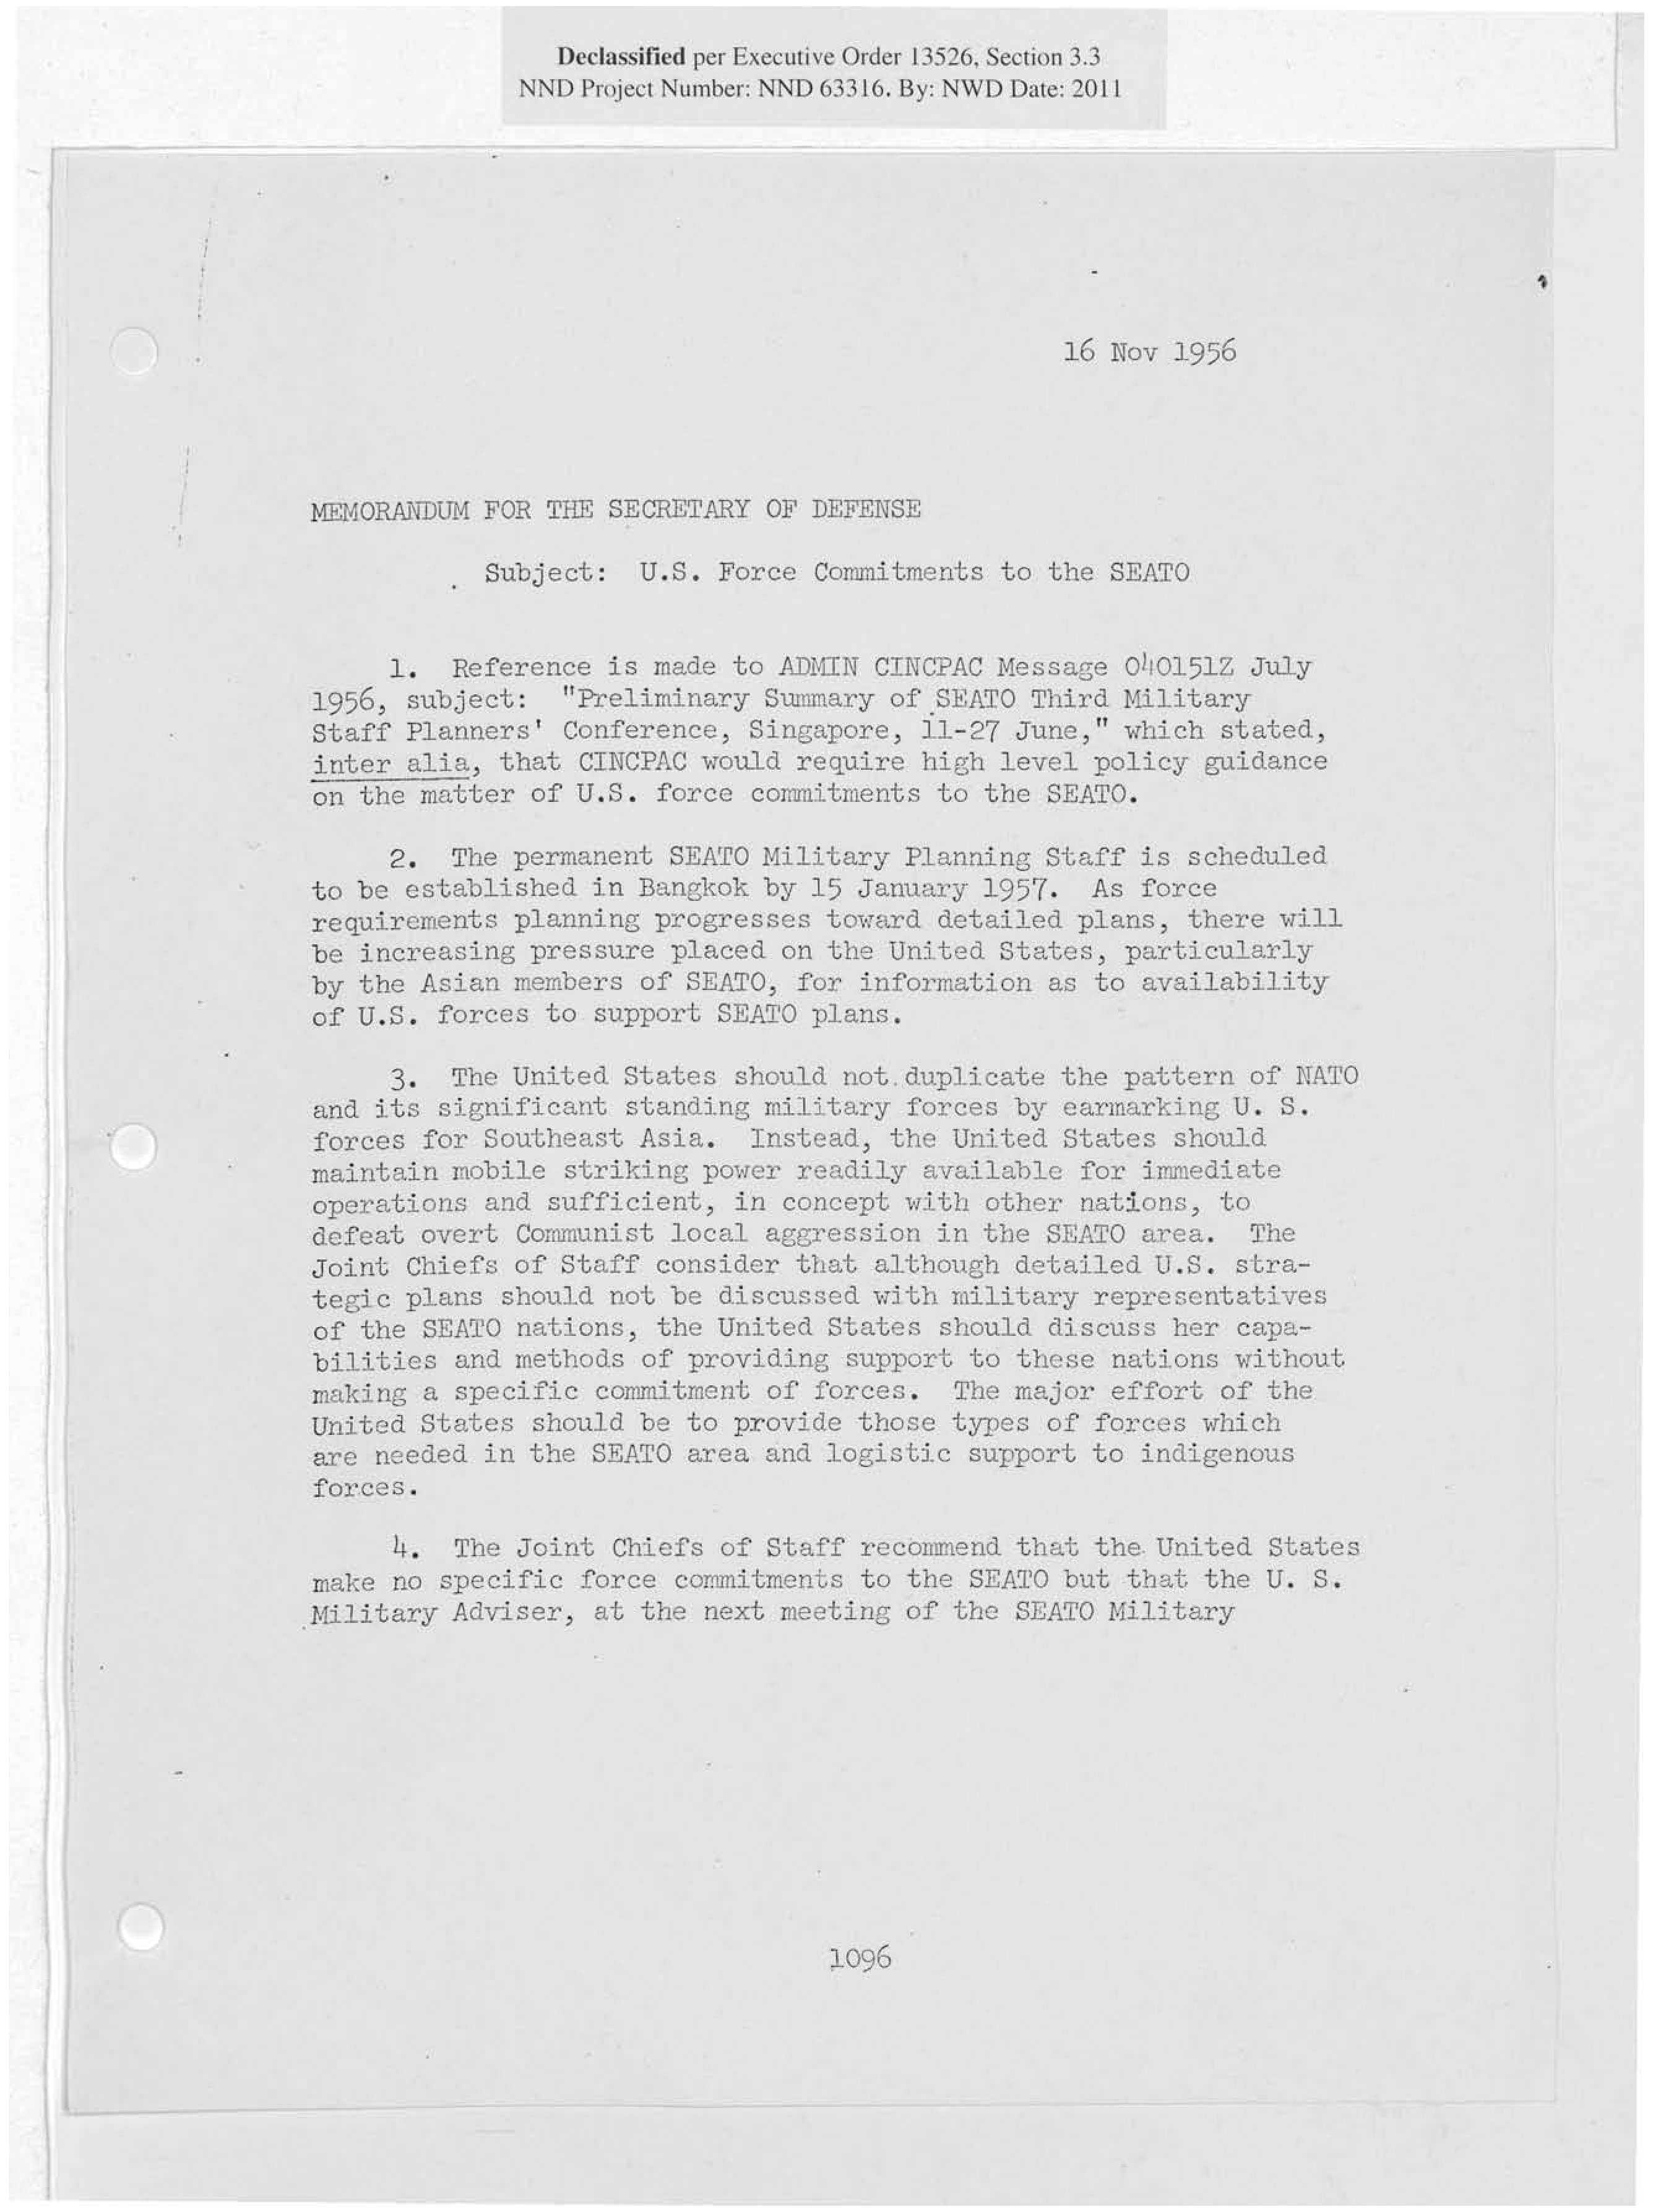 Declassified per Executive Order 13526, Section 3.3
NND Project Number: NND 63316. By: NWD Date: 2011
16 Nov 1956
MEMORANDUM FOR THE SECRETARY OF DEFENSE
Subject: U.S. Force Commitments to the SEATO
1. Reference is made to ADMIN CINCPAC Message 040151Z July
1956, subject: "Preliminary Summary of SEATO Third Military
Staff Planners' Conference, Singapore, 11-27 June," which stated,
inter alia, that CINCPAC would require high level policy guidance
on the matter of U.S. force commitments to the SEATO.
2. The permanent SEATO Military Planning Staff is scheduled
to be established in Bangkok by 15 January 1957. As force
requirements planning progresses toward detailed plans, there will
be increasing pressure placed on the United States, particularly
by the Asian members of SEATO, for information as to availability
of U.S. forces to support SEATO plans.
3. The United States should not duplicate the pattern of NATO
and its significant standing military forces by earmarking U. S.
forces for Southeast Asia. Instead, the United States should
maintain mobile striking power readily available for immediate
operations and sufficient, in concept with other nations, to
defeat overt Communist local aggression in the SEATO area. The
Joint Chiefs of Staff consider that although detailed U.S. stra-
tegic plans should not be discussed with military representatives
of the SEATO nations, the United States should discuss her capa-
bilities and methods of providing support to these nations without
making a specific commitment of forces. The major effort of the
United States should be to provide those types of forces which
are needed in the SEATO area and logistic support to indigenous
forces.
4. The Joint Chiefs of Staff recommend that the United States
make no specific force commitments to the SEATO but that the U. S.
Military Adviser, at the next meeting of the SEATO Military
1096